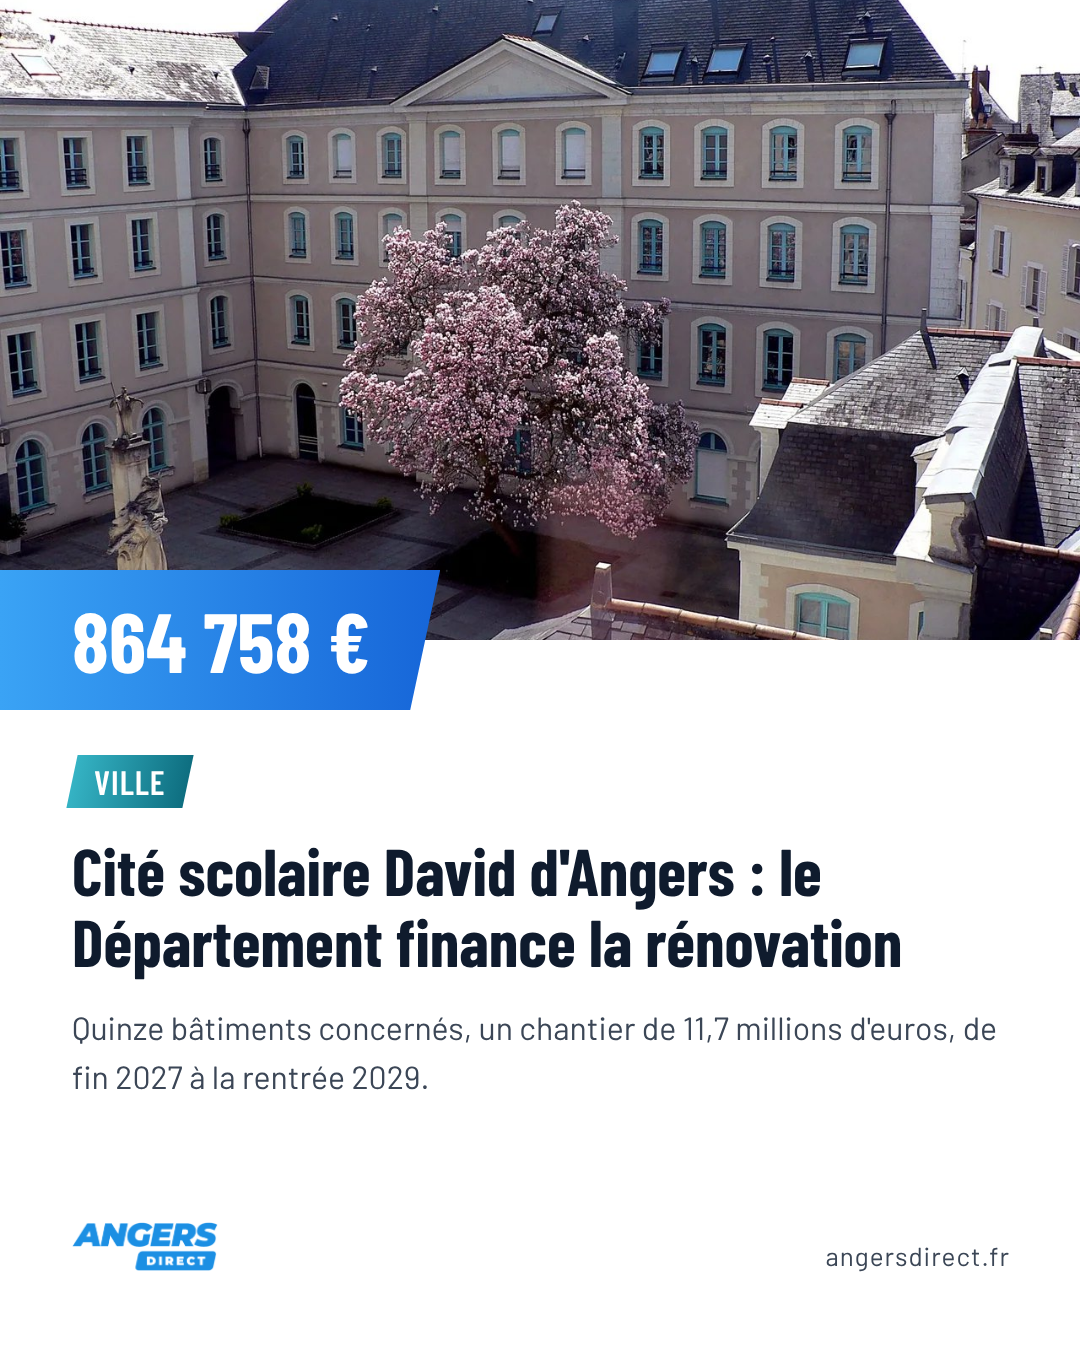 864 758 €
VILLE
Cité scolaire David d'Angers : le
Département finance la rénovation
Quinze bâtiments concernés, un chantier de 11,7 millions d'euros, de
fin 2027 à la rentrée 2029.
ANGERS
DIRECT
angersdirect.fr